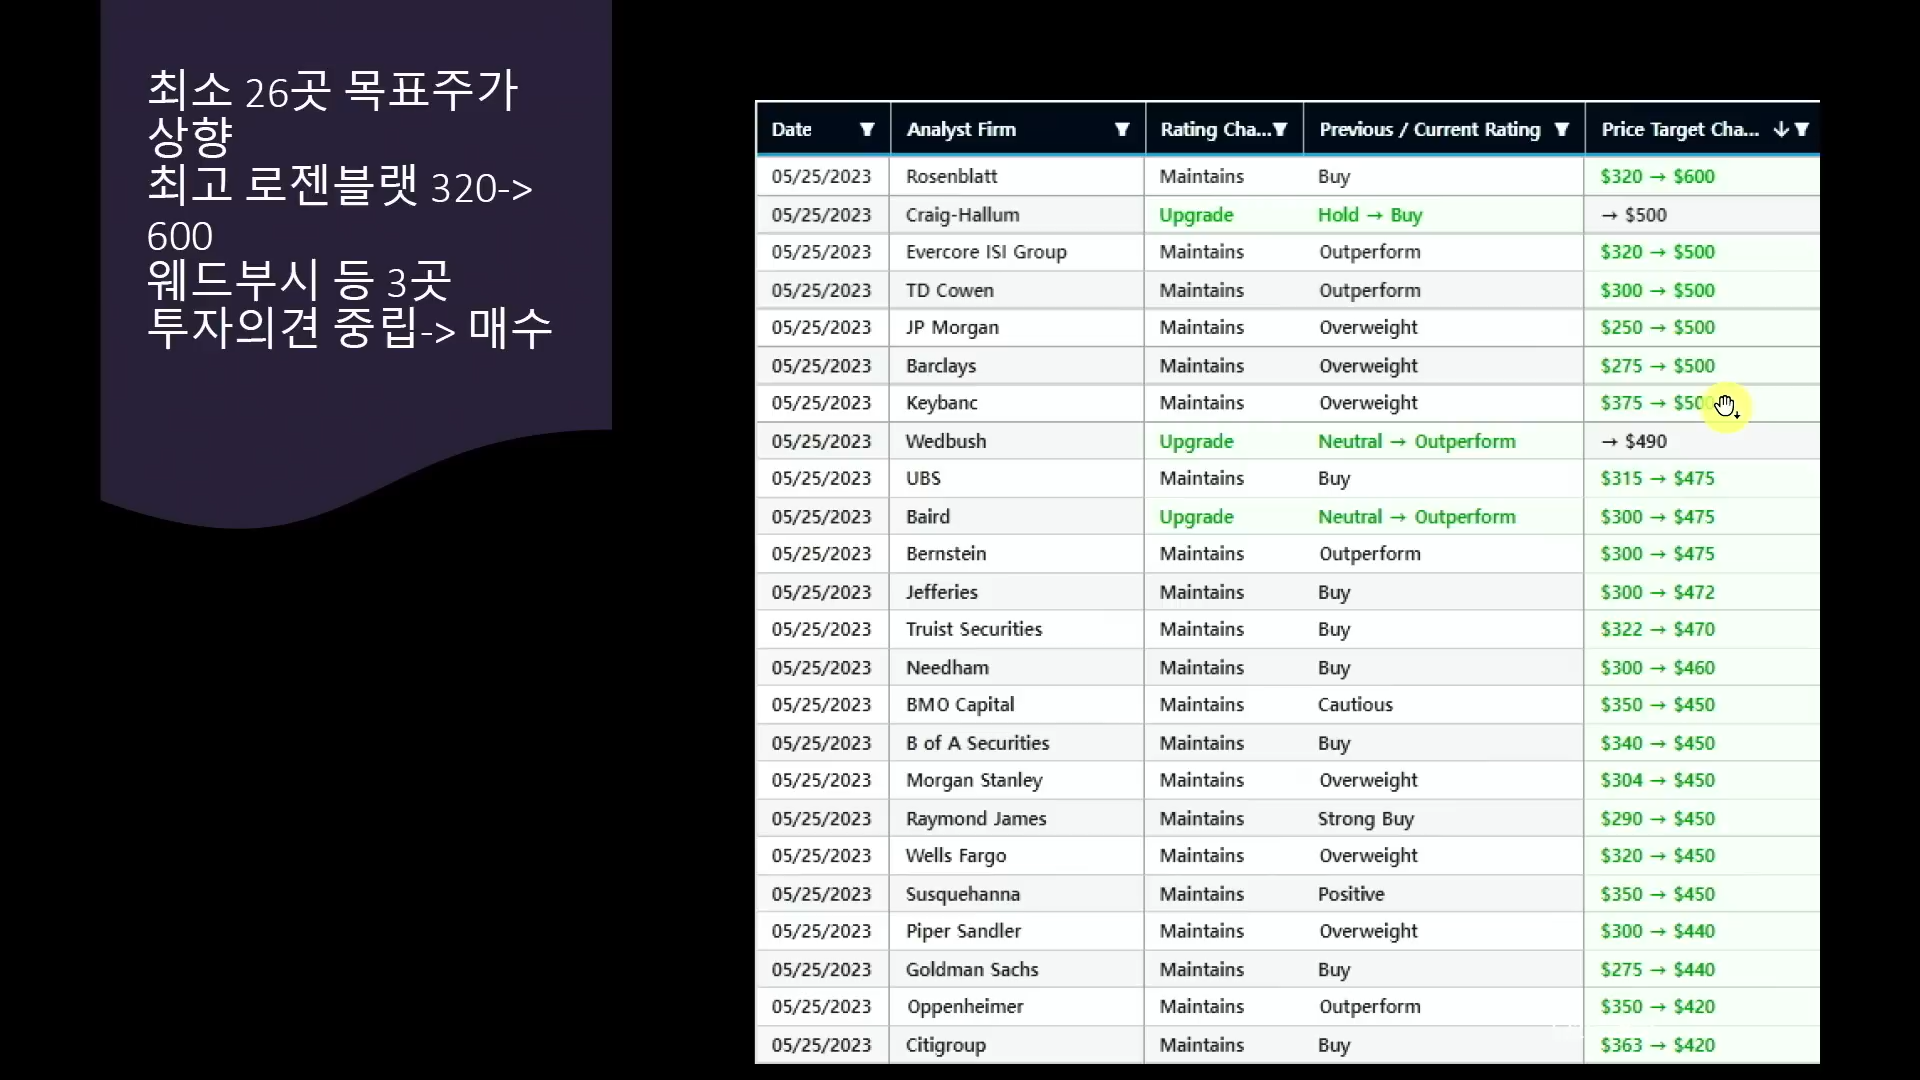 최소 26곳 목표주가
상향
최고 로젠블랫 320->
600
웨드부시 등 3곳
투자의견 중립-> 매수
Date Analyst Firm Rating Cha... Previous / Current Rating Price Target Cha...
05/25/2023 Rosenblatt Maintains Buy $320 → $600
05/25/2023 Craig-Hallum Upgrade Hold → Buy → $500
05/25/2023 Evercore ISI Group Maintains Outperform $320 → $500
05/25/2023 TD Cowen Maintains Outperform $300 → $500
05/25/2023 JP Morgan Maintains Overweight $250 → $500
05/25/2023 Barclays Maintains Overweight $275 → $500
05/25/2023 Keybanc Maintains Overweight $375 → $500
05/25/2023 Wedbush Upgrade Neutral → Outperform → $490
05/25/2023 UBS Maintains Buy $315 → $475
05/25/2023 Baird Upgrade Neutral → Outperform $300 → $475
05/25/2023 Bernstein Maintains Outperform $300 → $475
05/25/2023 Jefferies Maintains Buy $300 → $472
05/25/2023 Truist Securities Maintains Buy $322 → $470
05/25/2023 Needham Maintains Buy $300 → $460
05/25/2023 BMO Capital Maintains Cautious $350 → $450
05/25/2023 B of A Securities Maintains Buy $340 → $450
05/25/2023 Morgan Stanley Maintains Overweight $304 → $450
05/25/2023 Raymond James Maintains Strong Buy $290 → $450
05/25/2023 Wells Fargo Maintains Overweight $320 → $450
05/25/2023 Susquehanna Maintains Positive $350 → $450
05/25/2023 Piper Sandler Maintains Overweight $300 → $440
05/25/2023 Goldman Sachs Maintains Buy $275 → $440
05/25/2023 Oppenheimer Maintains Outperform $350 → $420
05/25/2023 Citigroup Maintains Buy $363 → $420